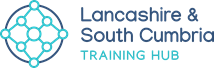 Lancashire &
South Cumbria
TRAINING HUB